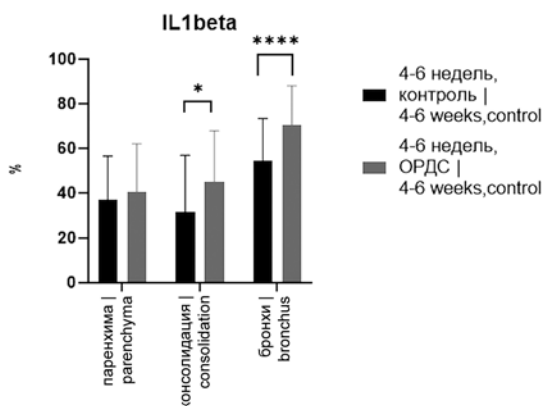 IL1beta
100
80
60
40
20
0
%
*
****
паренхима |
parenchyma
консолидация |
consolidation
бронхи |
bronchus
4-6 недель,
контроль |
4-6 weeks,control
4-6 недель,
ОРДС |
4-6 weeks,control